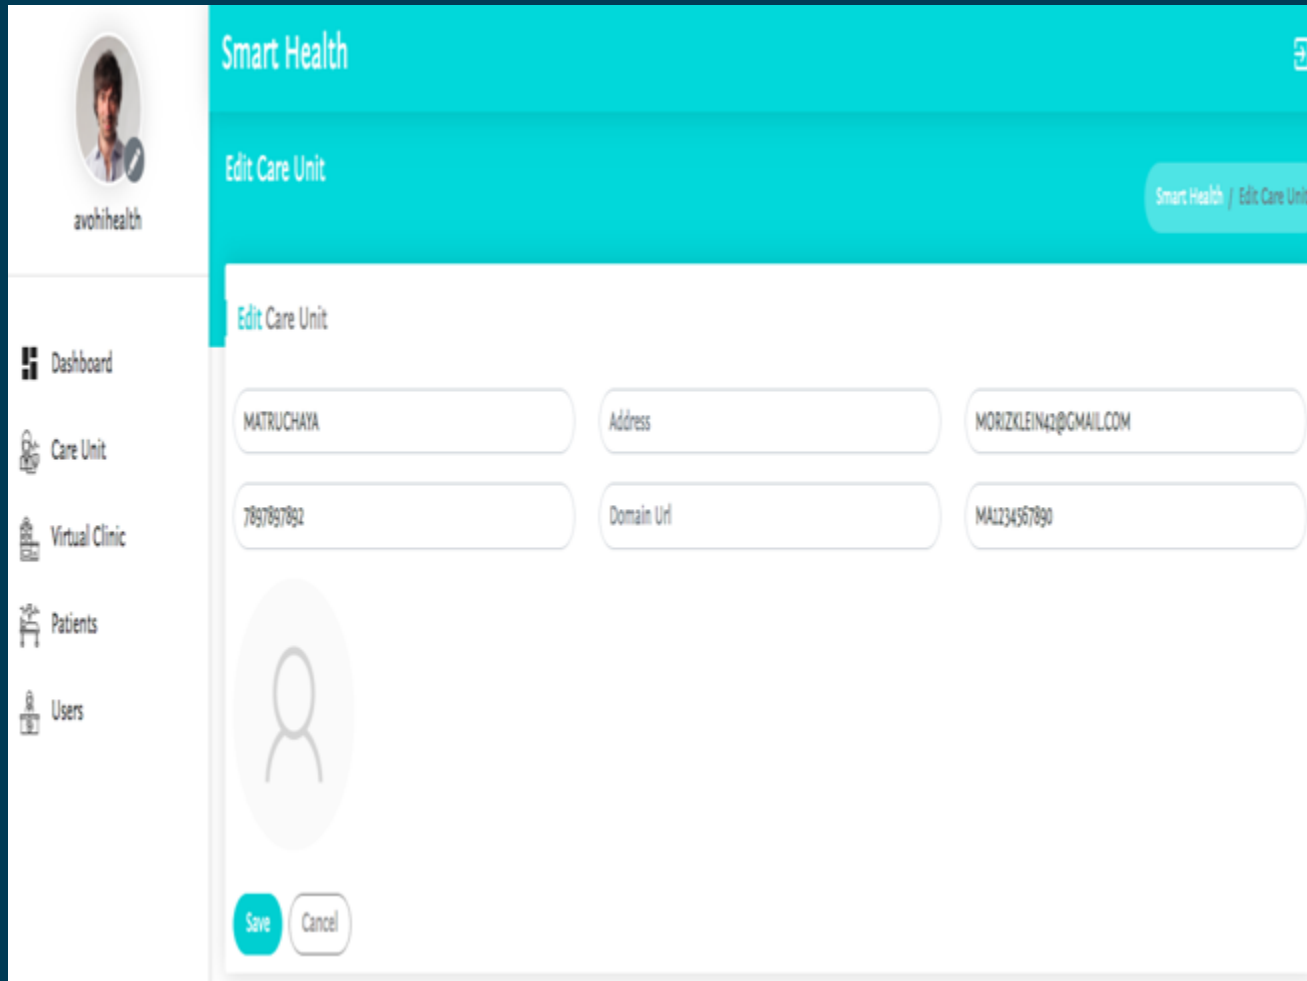 Smart Health
Edit Care Unit
Smart Health / Edit Care Unit
avohihealth
Dashboard
Care Unit
Virtual Clinic
Patients
Users
Edit Care Unit
MATRUCHAYA
Address
MORIZKLEIN42@GMAIL.COM
7897897892
Domain Url
MA1234567890
Save
Cancel